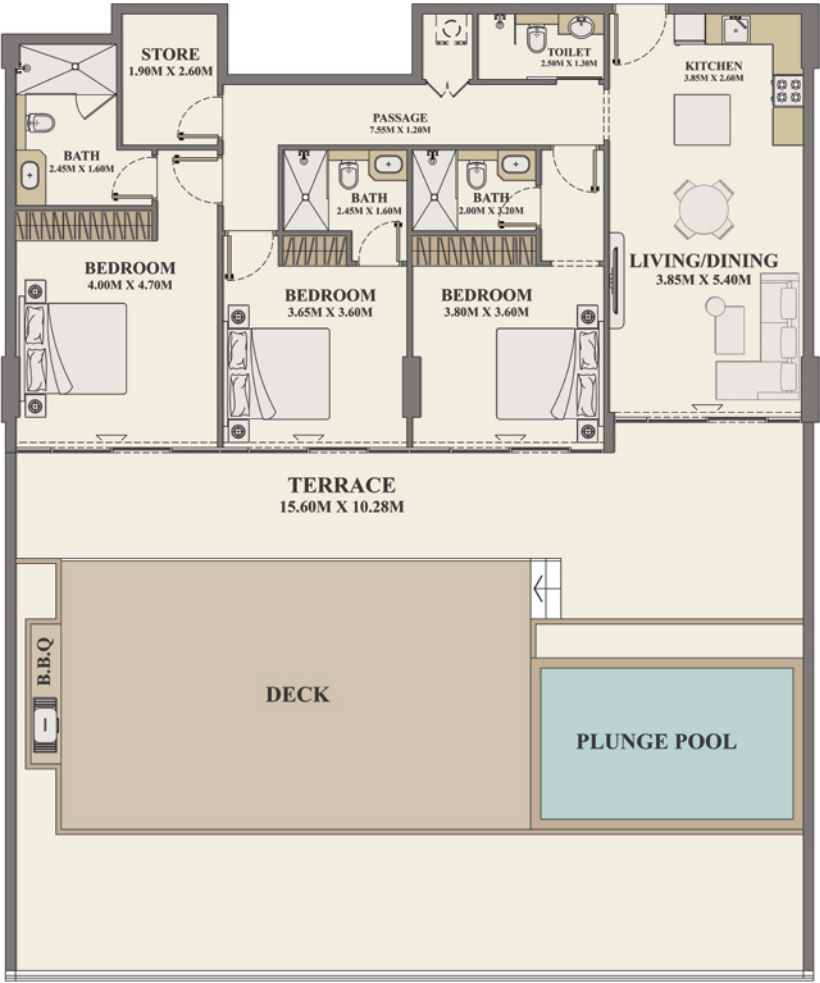 STORE
1.90M X 2.60M
TOILET
2.50M X 1.30M
KITCHEN
3.85M X 2.60M
PASSAGE
7.55M X 1.20M
BATH
2.45M X 1.60M
BATH
2.45M X 1.60M
BATH
2.00M X 3.20M
BEDROOM
4.00M X 4.70M
BEDROOM
3.65M X 3.60M
BEDROOM
3.80M X 3.60M
LIVING/DINING
3.85M X 5.40M
TERRACE
15.60M X 10.28M
B.B.Q
DECK
PLUNGE POOL